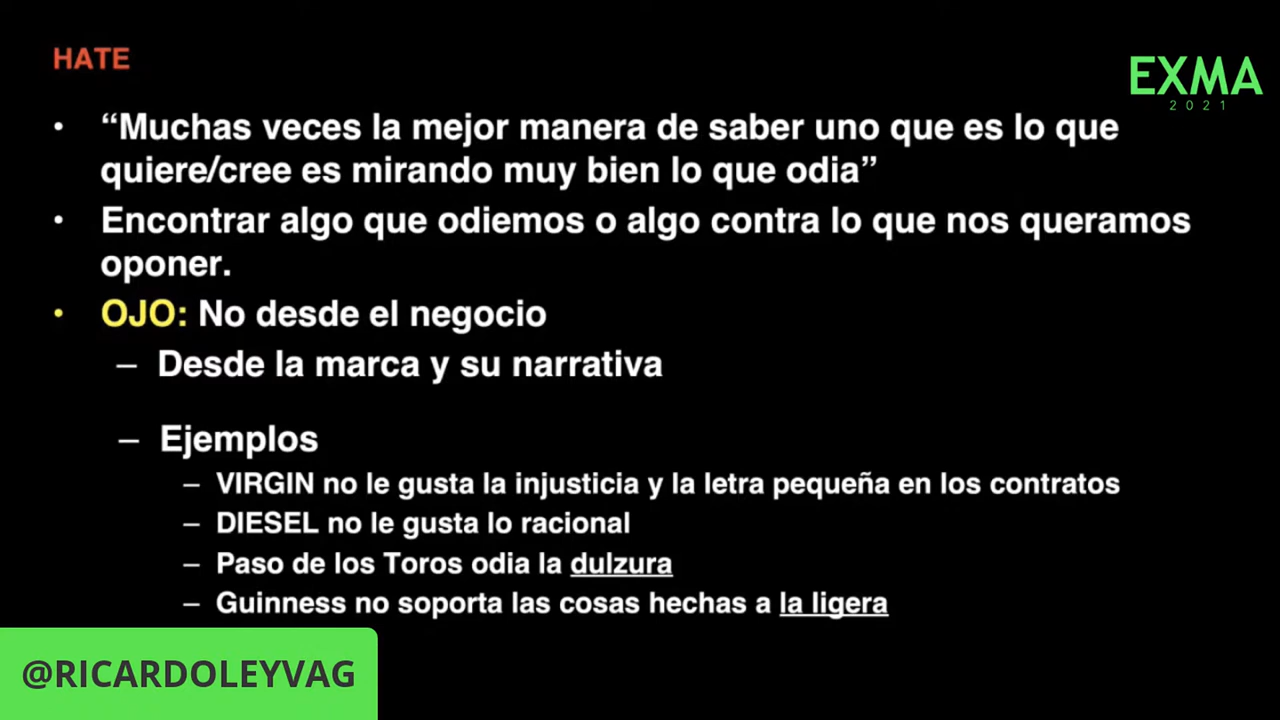 HATE
EXMA
2021
• “Muchas veces la mejor manera de saber uno que es lo que
quiere/cree es mirando muy bien lo que odia”
• Encontrar algo que odiemos o algo contra lo que nos queramos
oponer.
• OJO: No desde el negocio
– Desde la marca y su narrativa
– Ejemplos
– VIRGIN no le gusta la injusticia y la letra pequeña en los contratos
– DIESEL no le gusta lo racional
– Paso de los Toros odia la dulzura
– Guinness no soporta las cosas hechas a la ligera
@RICARDOLEYVAG